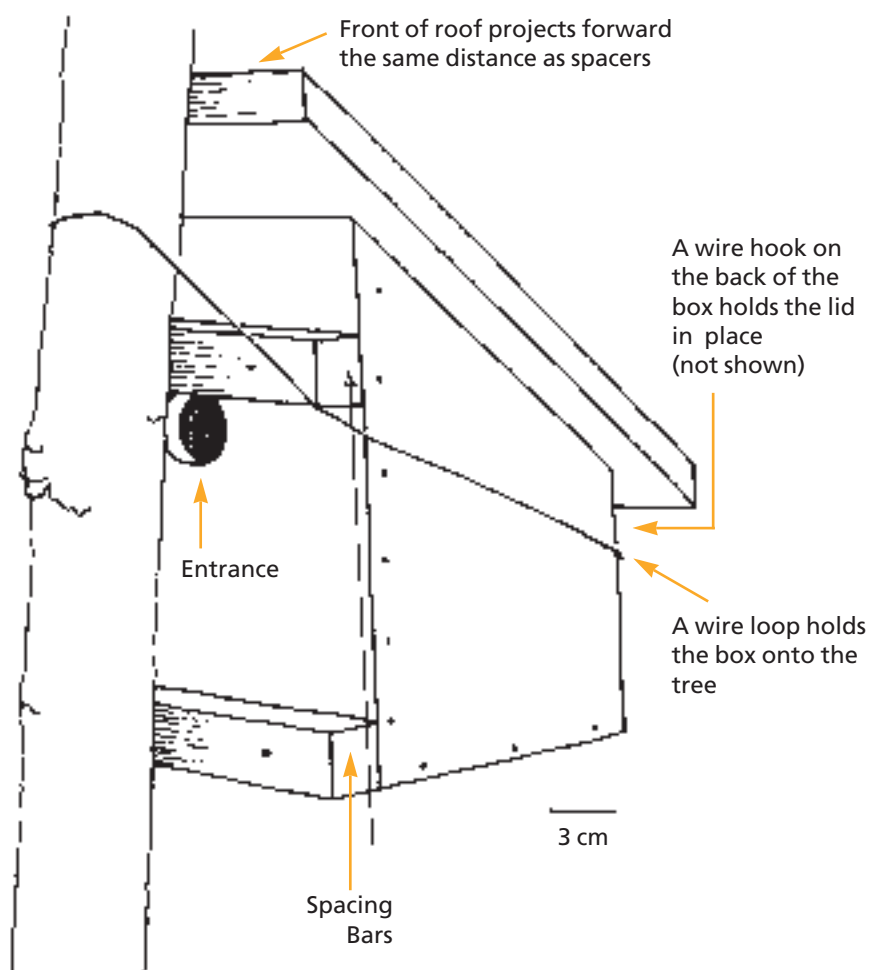 Front of roof projects forward
the same distance as spacers
A wire hook on
the back of the
box holds the lid
in place
(not shown)
Entrance
A wire loop holds
the box onto the
tree
3 cm
Spacing
Bars